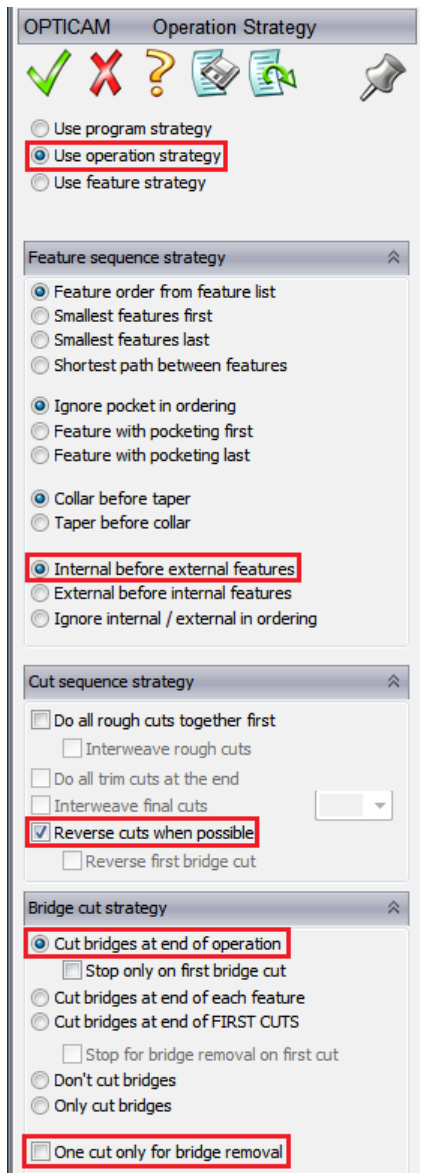 OPTICAM Operation Strategy
Use program strategy
Use operation strategy
Use feature strategy
Feature sequence strategy
Feature order from feature list
Smallest features first
Smallest features last
Shortest path between features
Ignore pocket in ordering
Feature with pocketing first
Feature with pocketing last
Collar before taper
Taper before collar
Internal before external features
External before internal features
Ignore internal / external in ordering
Cut sequence strategy
Do all rough cuts together first
Interweave rough cuts
Do all trim cuts at the end
Interweave final cuts
Reverse cuts when possible
Reverse first bridge cut
Bridge cut strategy
Cut bridges at end of operation
Stop only on first bridge cut
Cut bridges at end of each feature
Cut bridges at end of FIRST CUTS
Stop for bridge removal on first cut
Don't cut bridges
Only cut bridges
One cut only for bridge removal